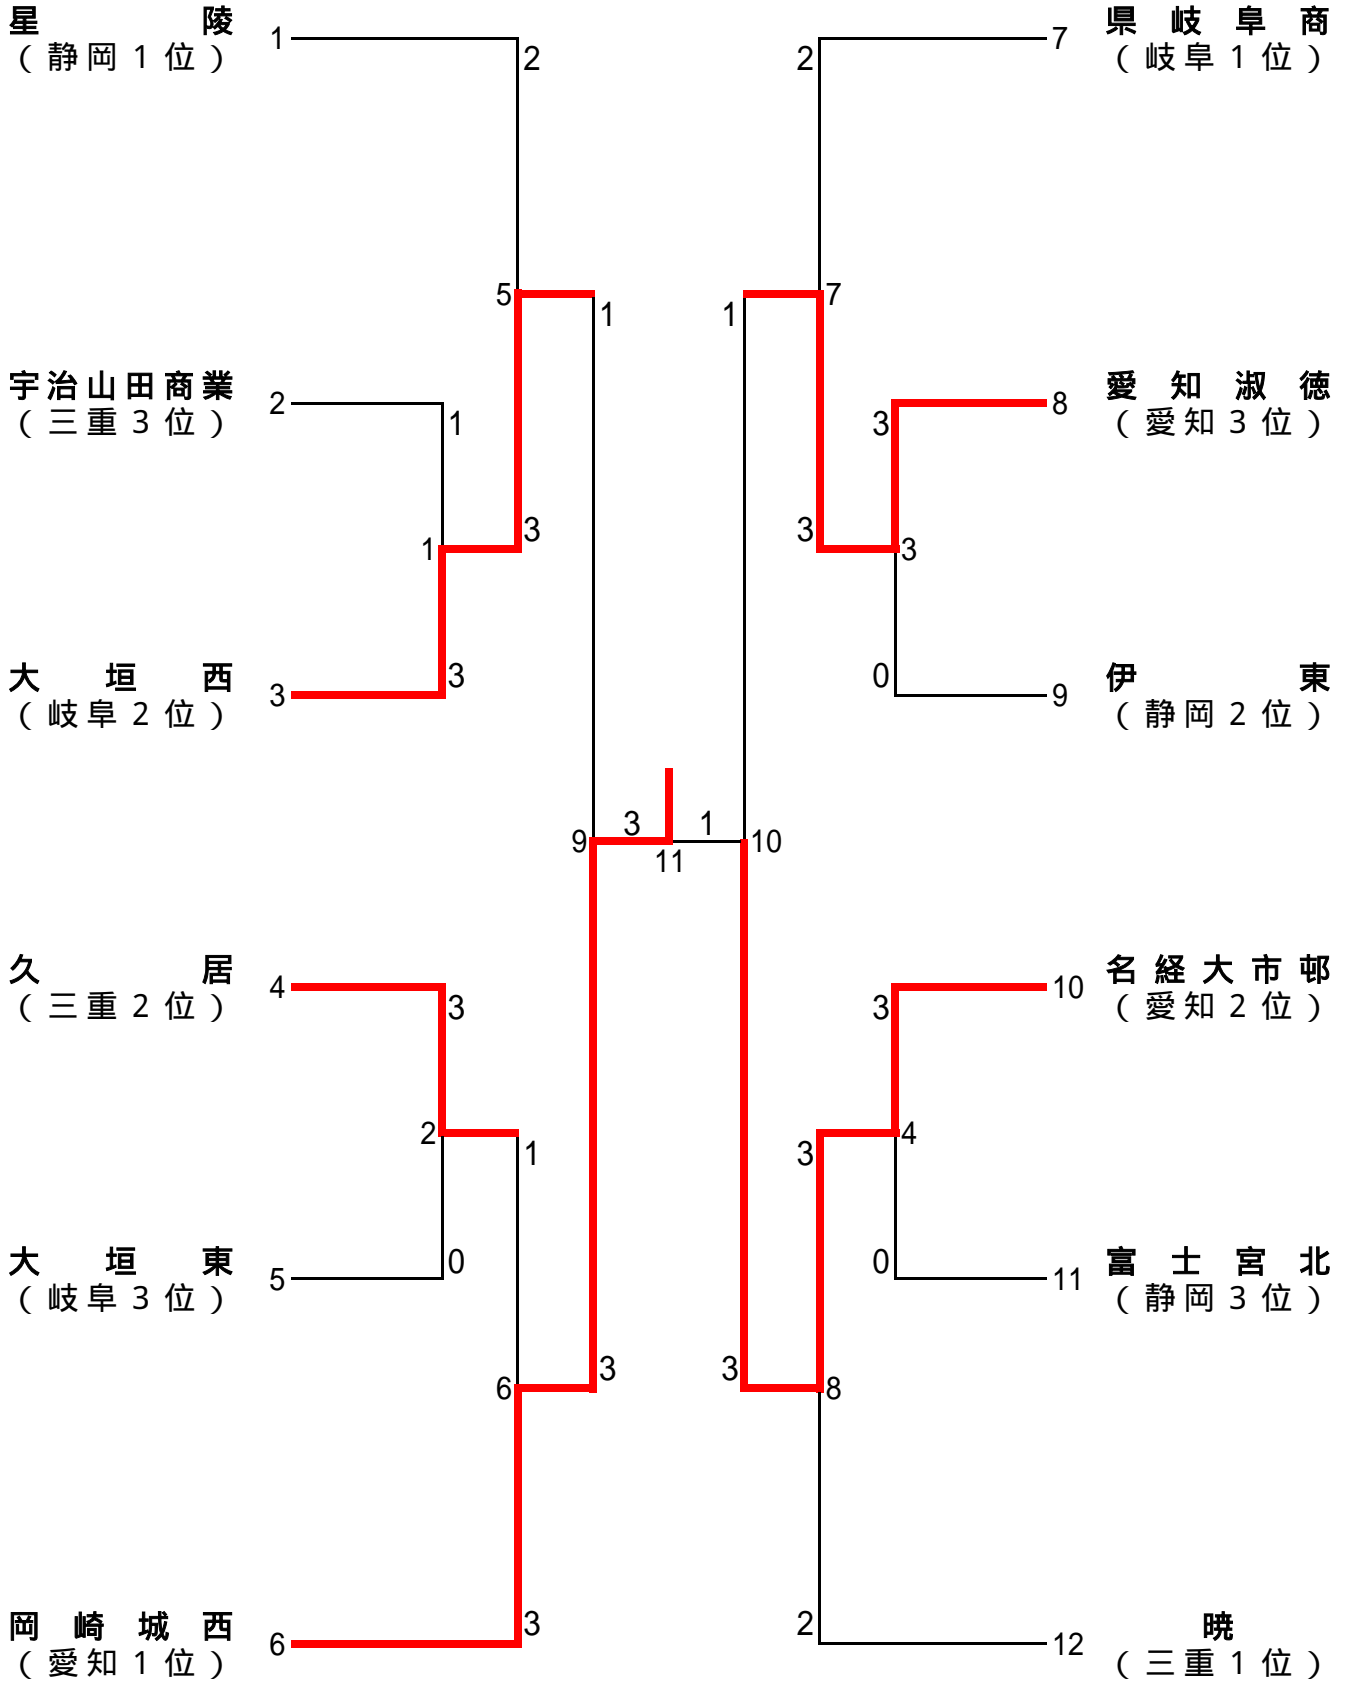 星陵
(静岡1位)
1
2
宇治山田商業
(三重3位)
2
1
5
1
1
3
大垣西
(岐阜2位)
3
3
久居
(三重2位)
4
3
2
1
大垣東
(岐阜3位)
5
0
6
3
岡崎城西
(愛知1位)
6
3
9
3
11
1
10
県岐阜商
(岐阜1位)
7
2
1
7
愛知淑徳
(愛知3位)
8
3
3
3
伊東
(静岡2位)
9
0
名経大市邨
(愛知2位)
10
3
3
4
富士宮北
(静岡3位)
11
0
3
8
暁
(三重1位)
12
2